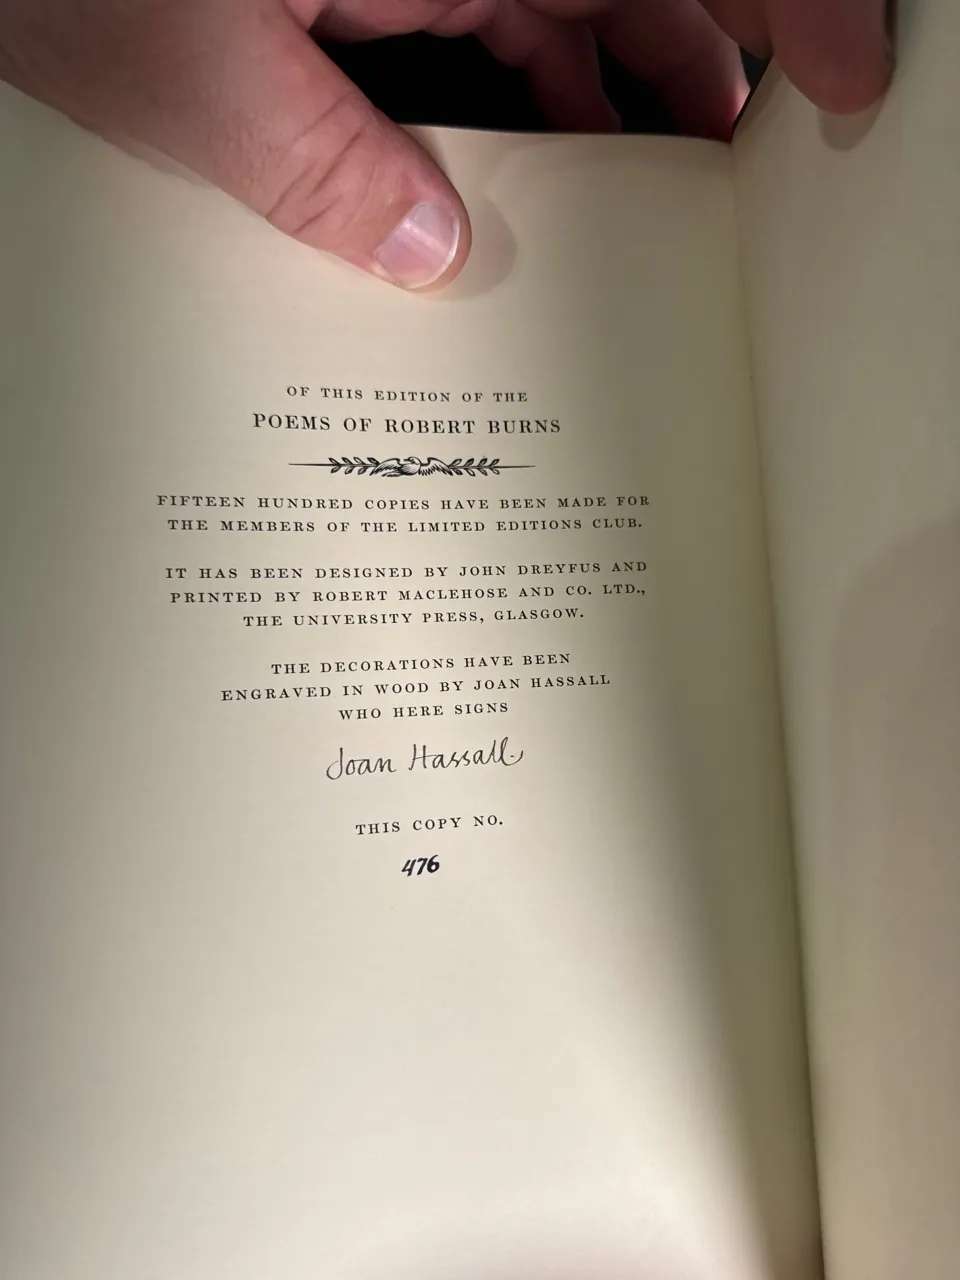 OF THIS EDITION OF THE
POEMS OF ROBERT BURNS
FIFTEEN HUNDRED COPIES HAVE BEEN MADE FOR
THE MEMBERS OF THE LIMITED EDITIONS CLUB.
IT HAS BEEN DESIGNED BY JOHN DREYFUS AND
PRINTED BY ROBERT MACLEHOSE AND CO. LTD.,
THE UNIVERSITY PRESS, GLASGOW.
THE DECORATIONS HAVE BEEN
ENGRAVED IN WOOD BY JOAN HASSALL
WHO HERE SIGNS
Joan Hassall
THIS COPY NO.
476